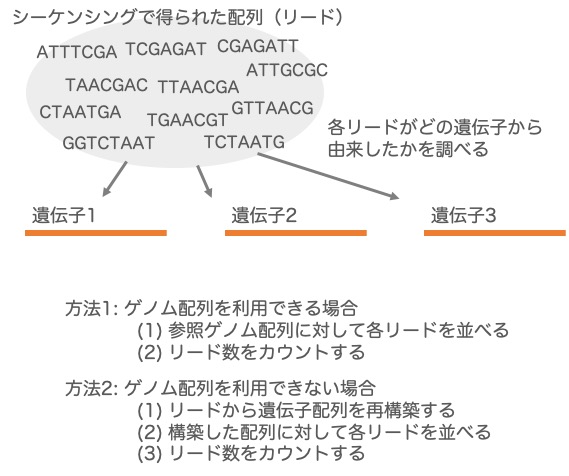 シーケンシングで得られた配列（リード）
ATTTCGA TCGAGAT CGAGATT
ATTGCGC
TAACGAC TTAACGA
CTAATGA TGAACGT GTTAACG
GGTCTAAT TCTAATG
各リードがどの遺伝子から
由来したかを調べる
遺伝子1 遺伝子2 遺伝子3
方法1: ゲノム配列を利用できる場合
(1) 参照ゲノム配列に対して各リードを並べる
(2) リード数をカウントする
方法2: ゲノム配列を利用できない場合
(1) リードから遺伝子配列を再構築する
(2) 構築した配列に対して各リードを並べる
(3) リード数をカウントする